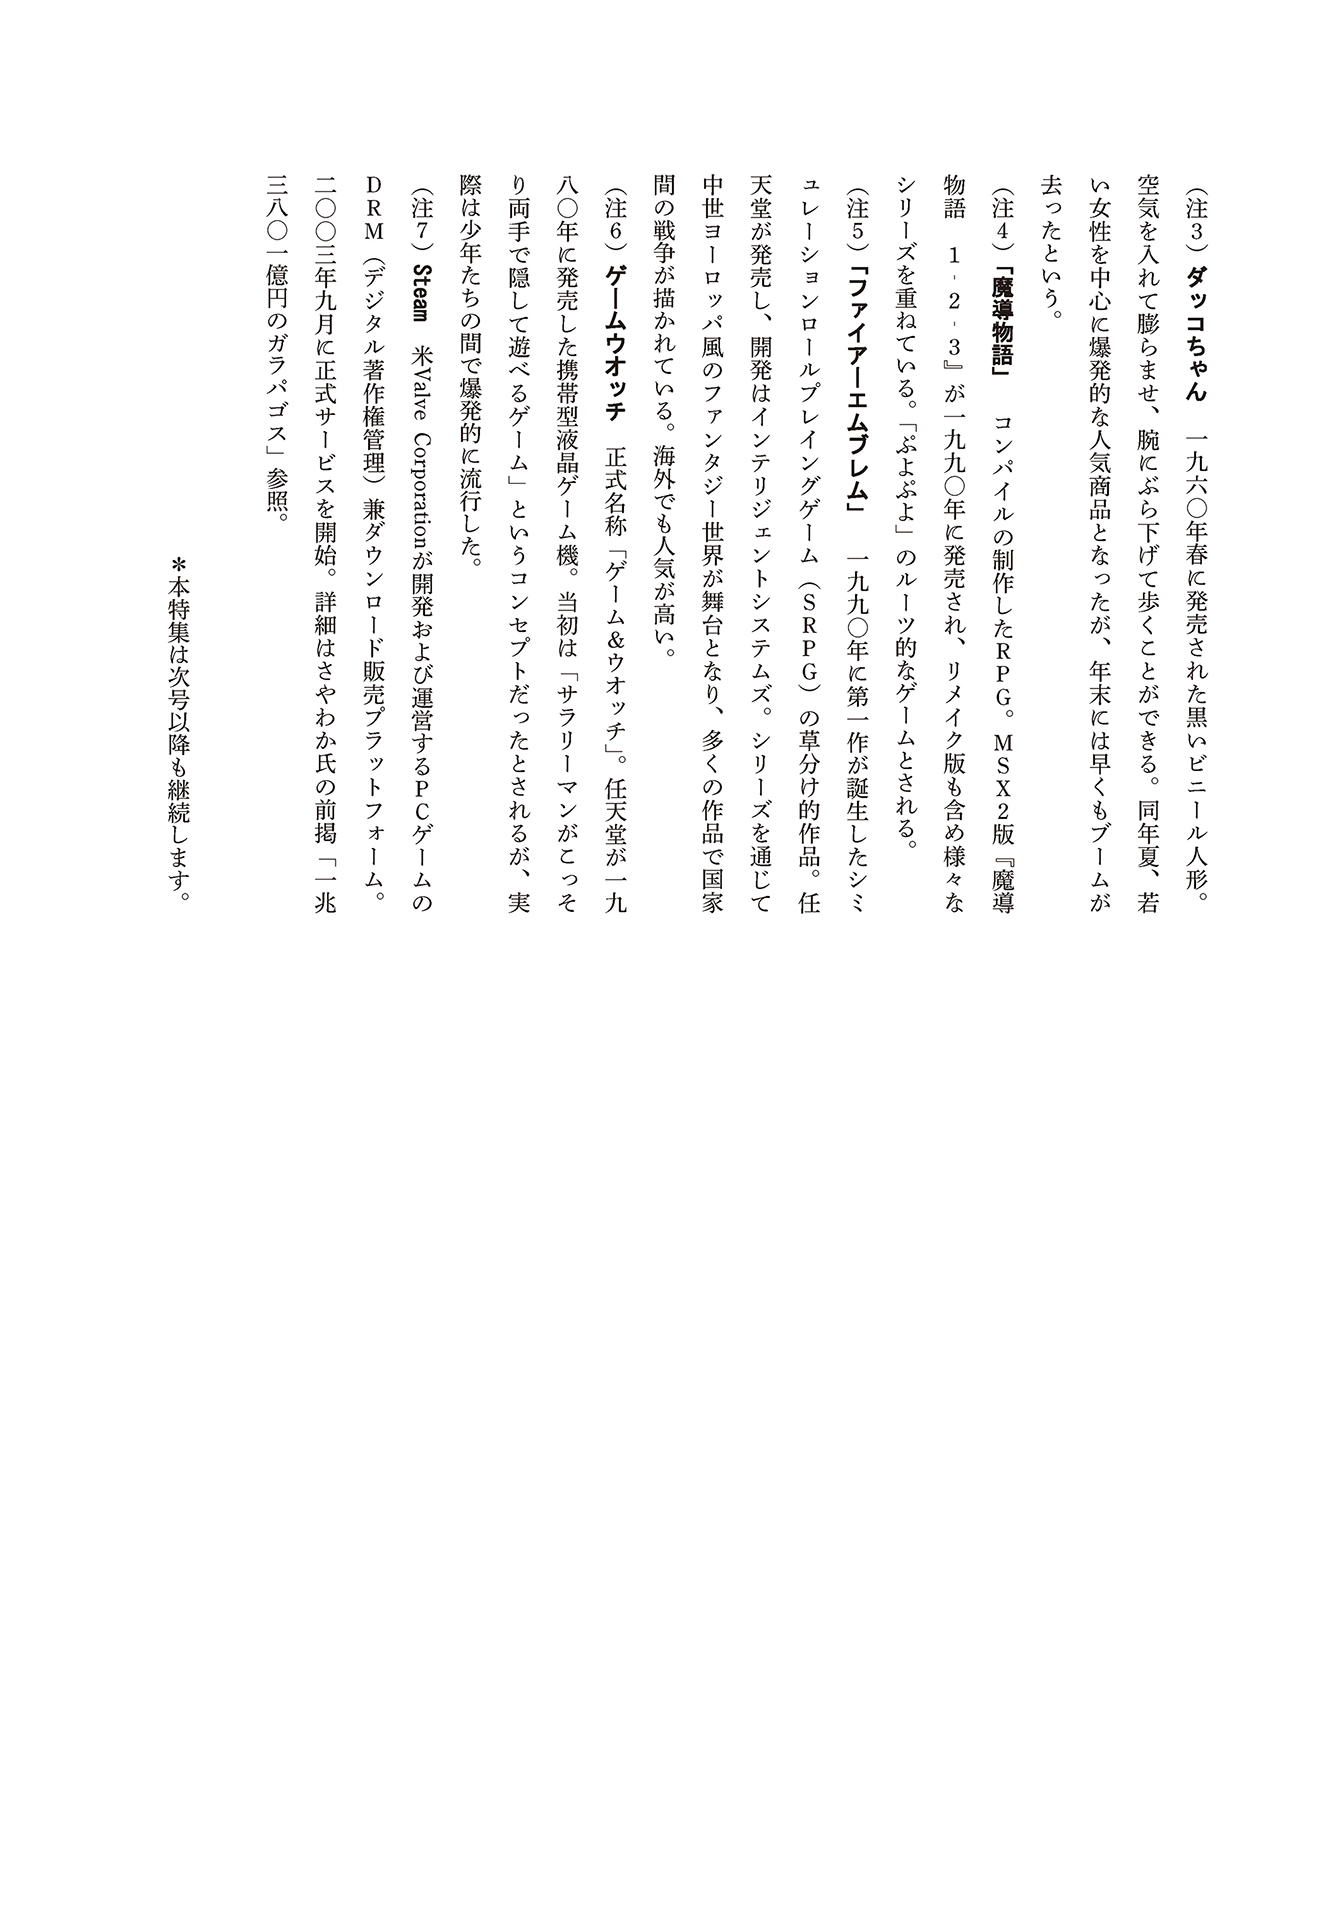 （注３）ダッコちゃん　一九六〇年春に発売された黒いビニール人形。
空気を入れて膨らませ、腕にぶら下げて歩くことができる。同年夏、若
い女性を中心に爆発的な人気商品となったが、年末には早くもブームが
去ったという。
（注４）「魔導物語」　コンパイルの制作したＲＰＧ。ＭＳＸ２版『魔導
物語　１-２-３』が一九九〇年に発売され、リメイク版も含め様々な
シリーズを重ねている。「ぷよぷよ」のルーツ的なゲームとされる。
（注５）「ファイアーエムブレム」　一九九〇年に第一作が誕生したシミ
ュレーションロールプレイングゲーム（ＳＲＰＧ）の草分け的作品。任
天堂が発売し、開発はインテリジェントシステムズ。シリーズを通じて
中世ヨーロッパ風のファンタジー世界が舞台となり、多くの作品で国家
間の戦争が描かれている。海外でも人気が高い。
（注６）ゲームウオッチ　正式名称「ゲーム＆ウオッチ」。任天堂が一九
八〇年に発売した携帯型液晶ゲーム機。当初は「サラリーマンがこっそ
り両手で隠して遊べるゲーム」というコンセプトだったとされるが、実
際は少年たちの間で爆発的に流行した。
（注７）Steam　米Valve Corporationが開発および運営するＰＣゲームの
ＤＲＭ（デジタル著作権管理）兼ダウンロード販売プラットフォーム。
二〇〇三年九月に正式サービスを開始。詳細はさやわか氏の前掲「一兆
三八〇一億円のガラパゴス」参照。
＊本特集は次号以降も継続します。